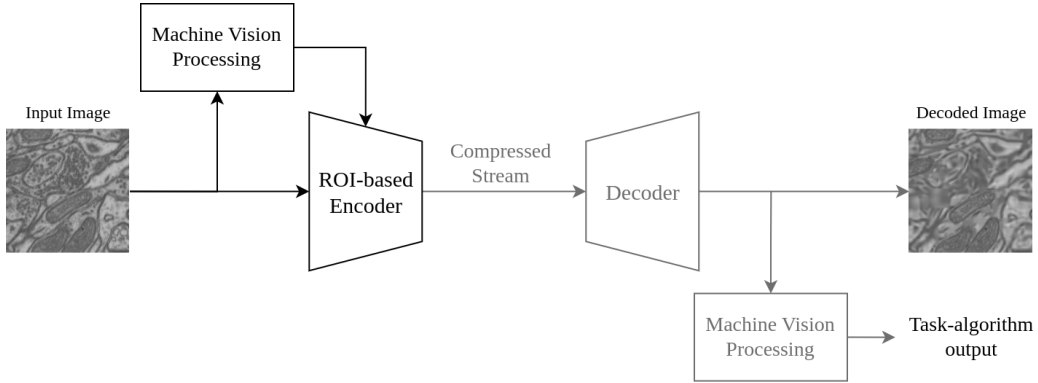 Machine Vision
Processing
Input Image
ROI-based
Encoder
Compressed
Stream
Decoder
Decoded Image
Machine Vision
Processing
Task-algorithm
output